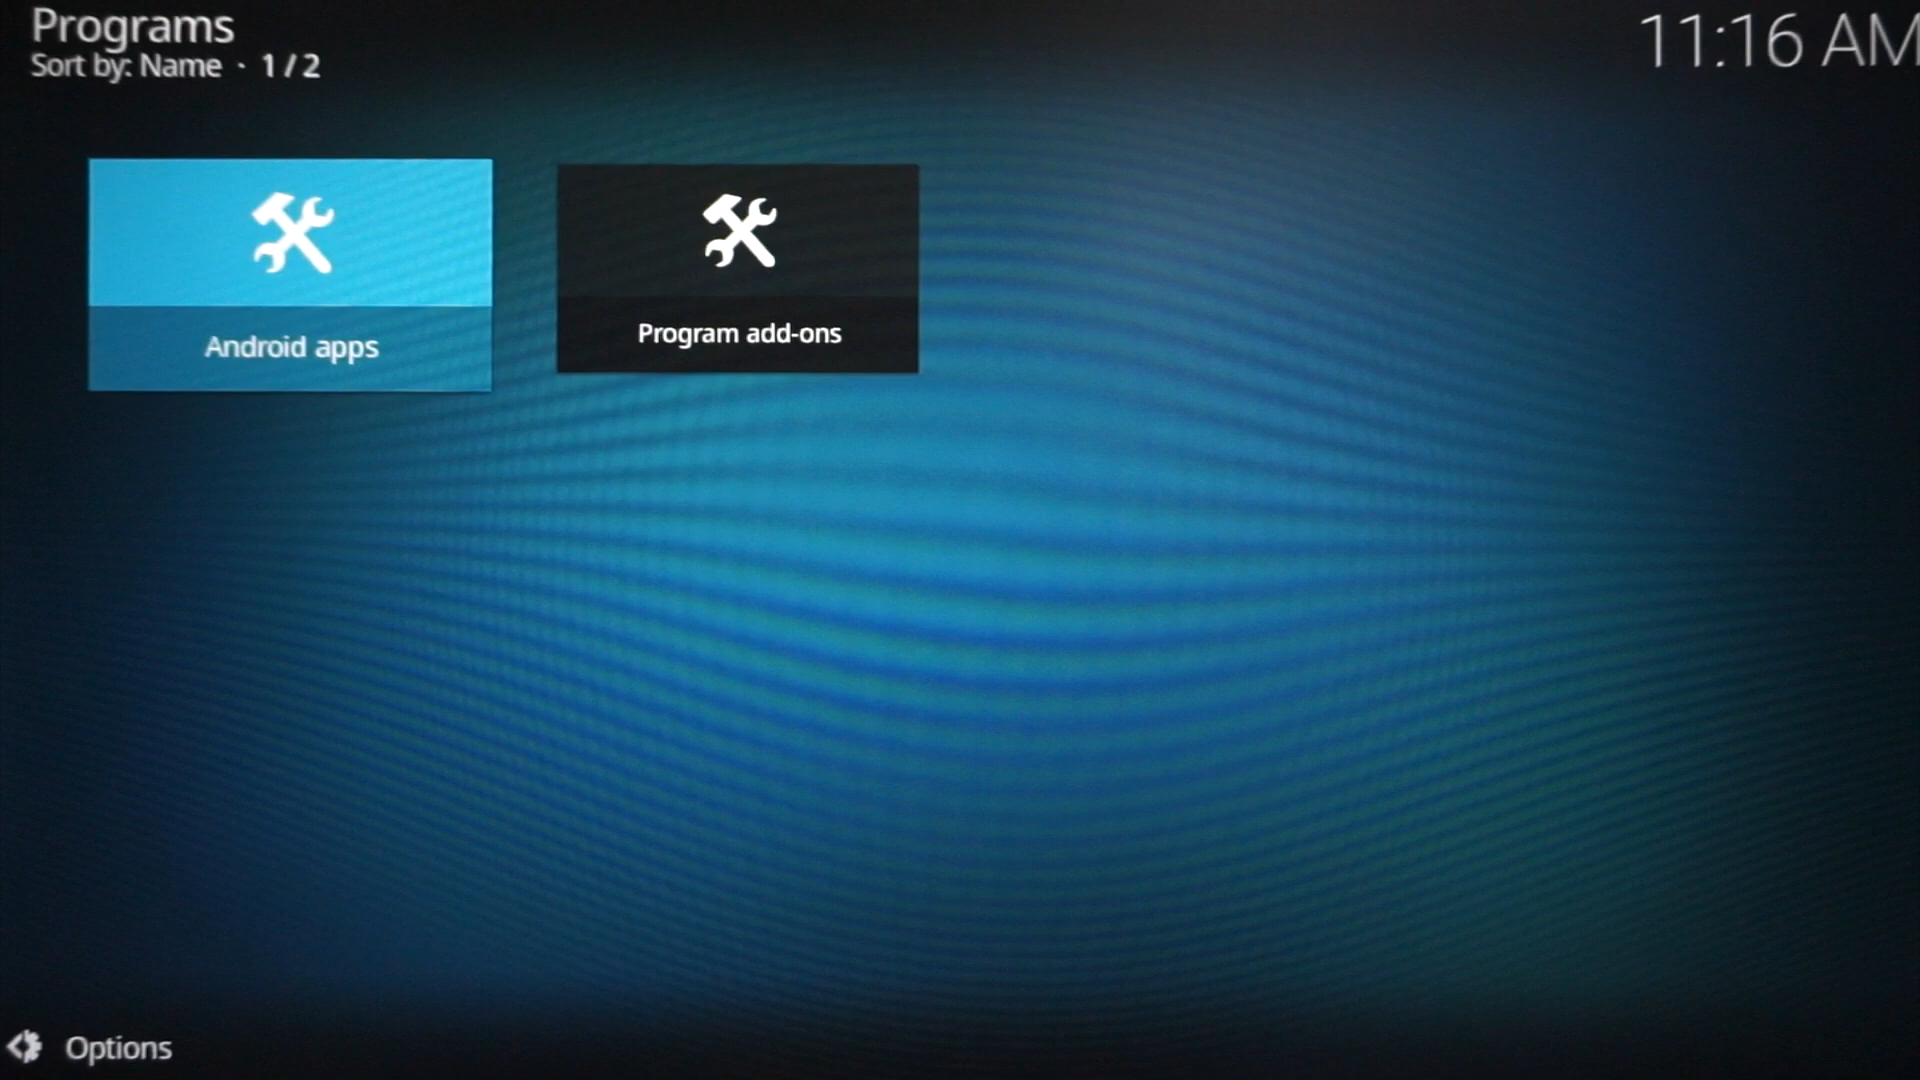 Programs
Sort by: Name · 1 / 2
11:16 AM
Android apps
Program add-ons
Options